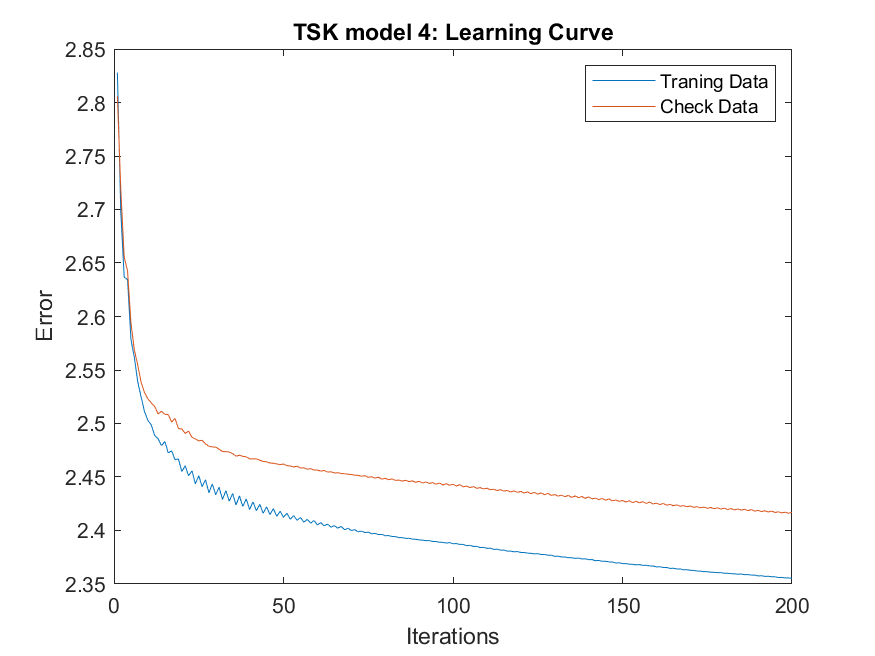 TSK model 4: Learning Curve
2.85
2.8
2.75
2.7
2.65
2.6
2.55
2.5
2.45
2.4
2.35
Error
Traning Data
Check Data
0 50 100 150 200
Iterations